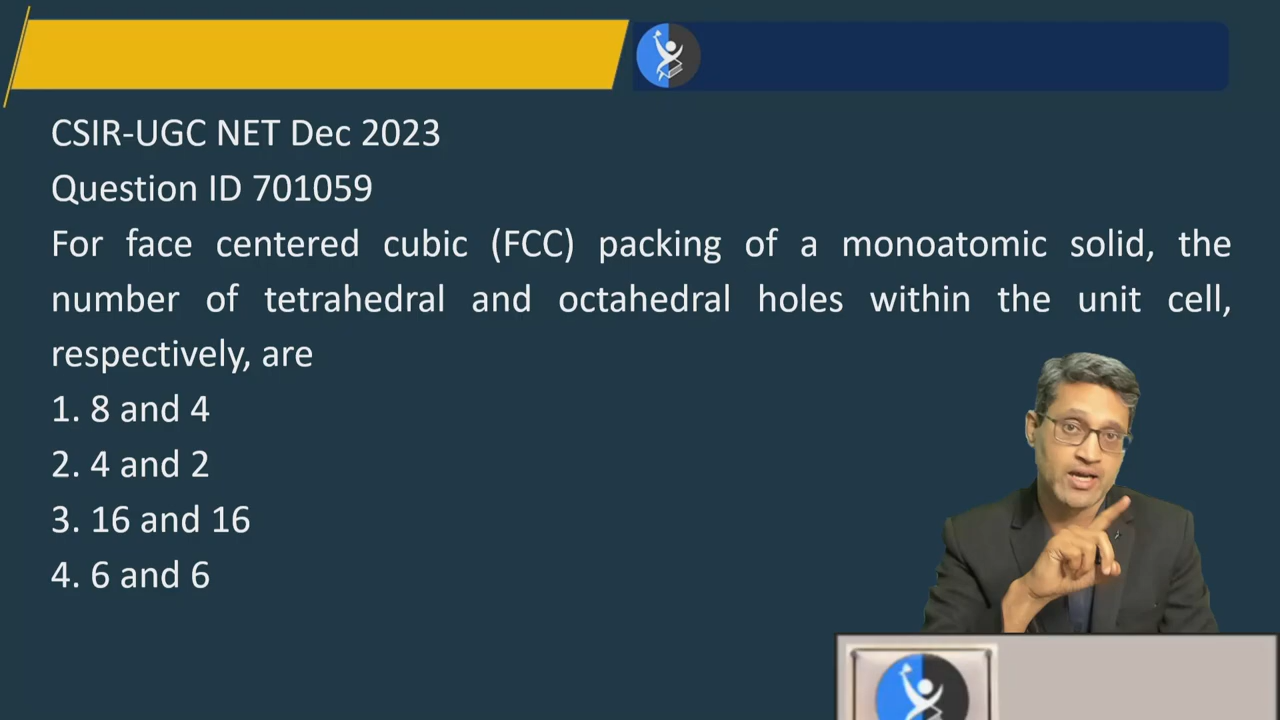 CSIR-UGC NET Dec 2023
Question ID 701059
For face centered cubic (FCC) packing of a monoatomic solid, the
number of tetrahedral and octahedral holes within the unit cell,
respectively, are
1. 8 and 4
2. 4 and 2
3. 16 and 16
4. 6 and 6